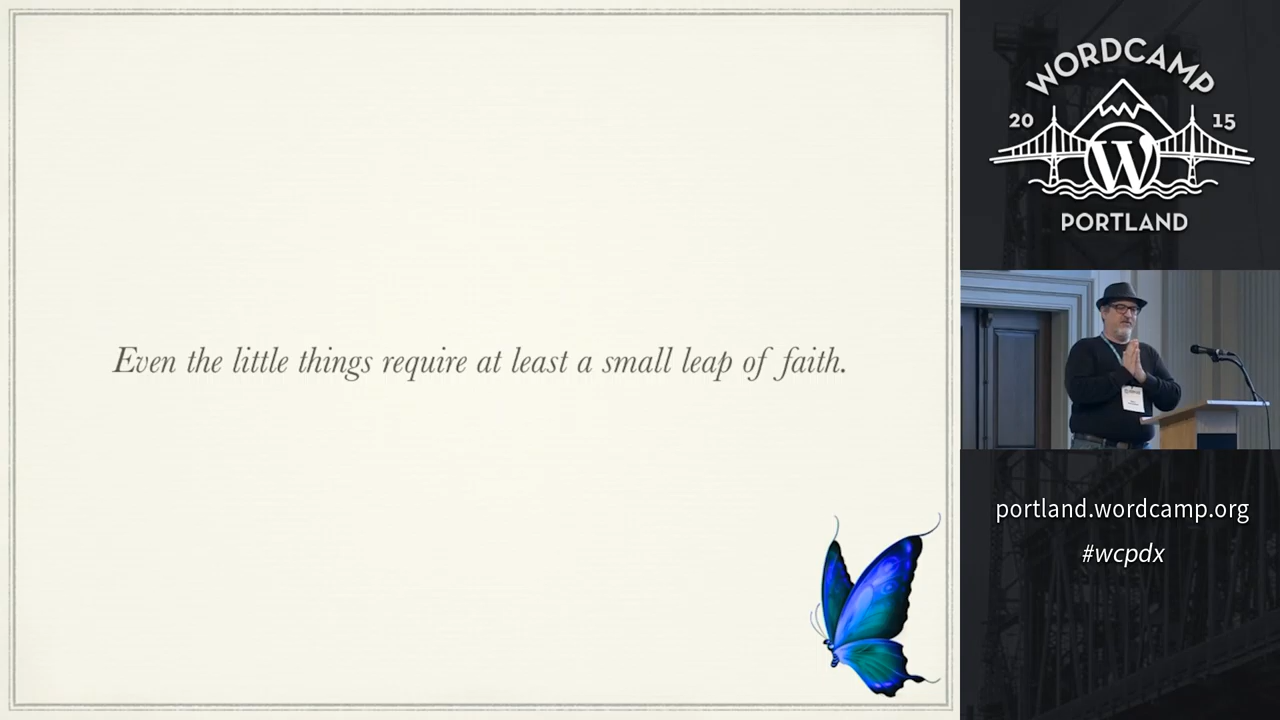 Even the little things require at least a small leap of faith.
WORDCAMP
20 15
W
PORTLAND
portland.wordcamp.org
#wcpdx